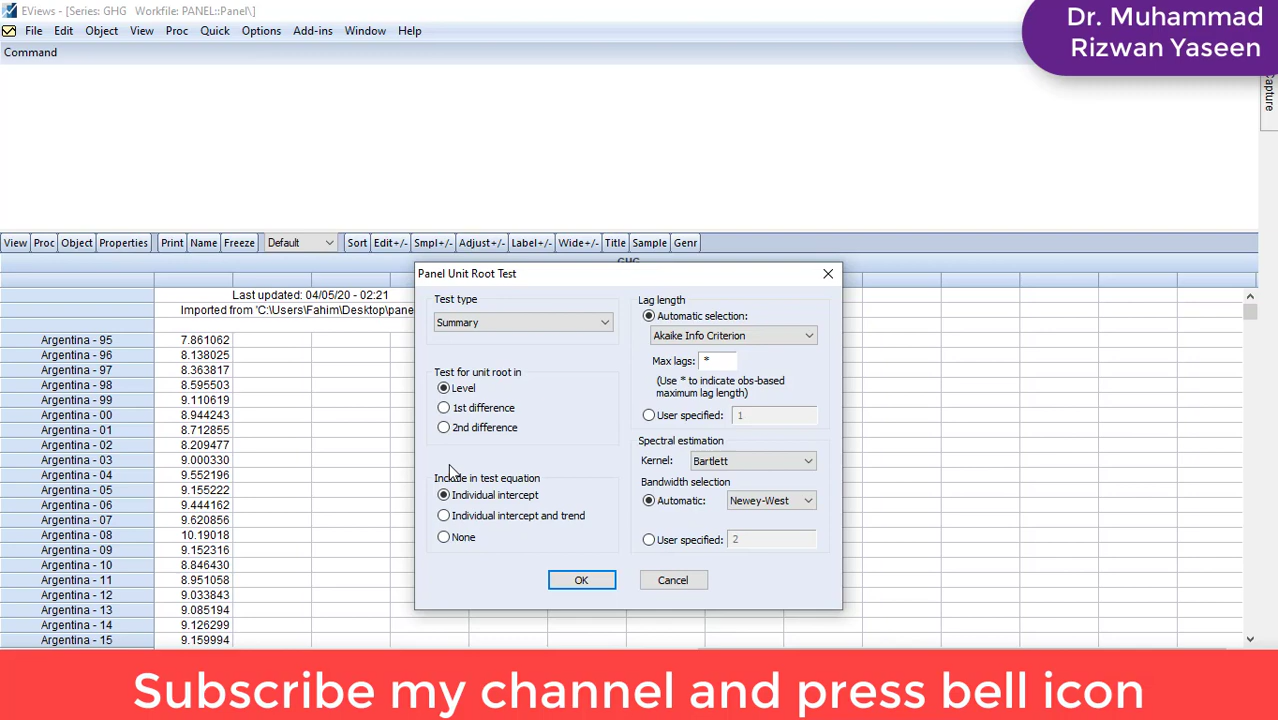 EViews - [Series: GHG   Workfile: PANEL::Panel\]
Dr. Muhammad
Rizwan Yaseen
File Edit Object View Proc Quick Options Add-ins Window Help
Command
Capture
View Proc Object Properties Print Name Freeze Default Sort Edit+/- Smpl+/- Adjust+/- Label+/- Wide+/- Title Sample Genr
GHG
Last updated: 04/05/20 - 02:21
Imported from 'C:\Users\Fahim\Desktop\pane
Argentina - 95 7.861062
Argentina - 96 8.138025
Argentina - 97 8.363817
Argentina - 98 8.595503
Argentina - 99 9.110619
Argentina - 00 8.944243
Argentina - 01 8.712855
Argentina - 02 8.209477
Argentina - 03 9.000330
Argentina - 04 9.552196
Argentina - 05 9.155222
Argentina - 06 9.444162
Argentina - 07 9.620856
Argentina - 08 10.19018
Argentina - 09 9.152316
Argentina - 10 8.846430
Argentina - 11 8.951058
Argentina - 12 9.033843
Argentina - 13 9.085194
Argentina - 14 9.126299
Argentina - 15 9.159994
Panel Unit Root Test
Test type
Summary
Test for unit root in
Level
1st difference
2nd difference
Include in test equation
Individual intercept
Individual intercept and trend
None
Lag length
Automatic selection:
Akaike Info Criterion
Max lags: *
(Use * to indicate obs-based
maximum lag length)
User specified: 1
Spectral estimation
Kernel: Bartlett
Bandwidth selection
Automatic: Newey-West
User specified: 2
OK Cancel
Subscribe my channel and press bell icon